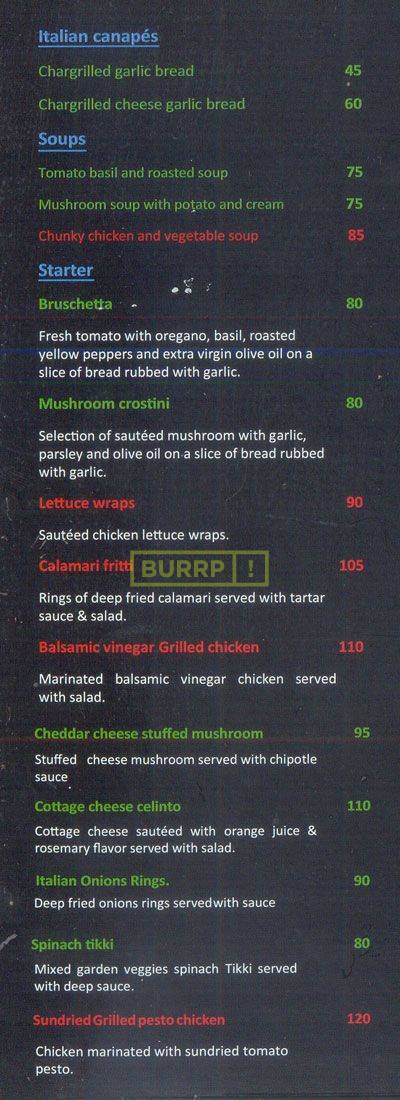 Italian canapés
Chargrilled garlic bread 45
Chargrilled cheese garlic bread 60
Soups
Tomato basil and roasted soup 75
Mushroom soup with potato and cream 75
Chunky chicken and vegetable soup 85
Starter
Bruschetta 80
Fresh tomato with oregano, basil, roasted
yellow peppers and extra virgin olive oil on a
slice of bread rubbed with garlic.
Mushroom crostini 80
Selection of sautéed mushroom with garlic,
parsley and olive oil on a slice of bread rubbed
with garlic.
Lettuce wraps 90
Sautéed chicken lettuce wraps.
Calamari fritti 105
BURRP!
Rings of deep fried calamari served with tartar
sauce & salad.
Balsamic vinegar Grilled chicken 110
Marinated balsamic vinegar chicken served
with salad.
Cheddar cheese stuffed mushroom 95
Stuffed cheese mushroom served with chipotle
sauce
Cottage cheese celinto 110
Cottage cheese sautéed with orange juice &
rosemary flavor served with salad.
Italian Onions Rings. 90
Deep fried onions rings servedwith sauce
Spinach tikki 80
Mixed garden veggies spinach Tikki served
with deep sauce.
Sundried Grilled pesto chicken 120
Chicken marinated with sundried tomato
pesto.